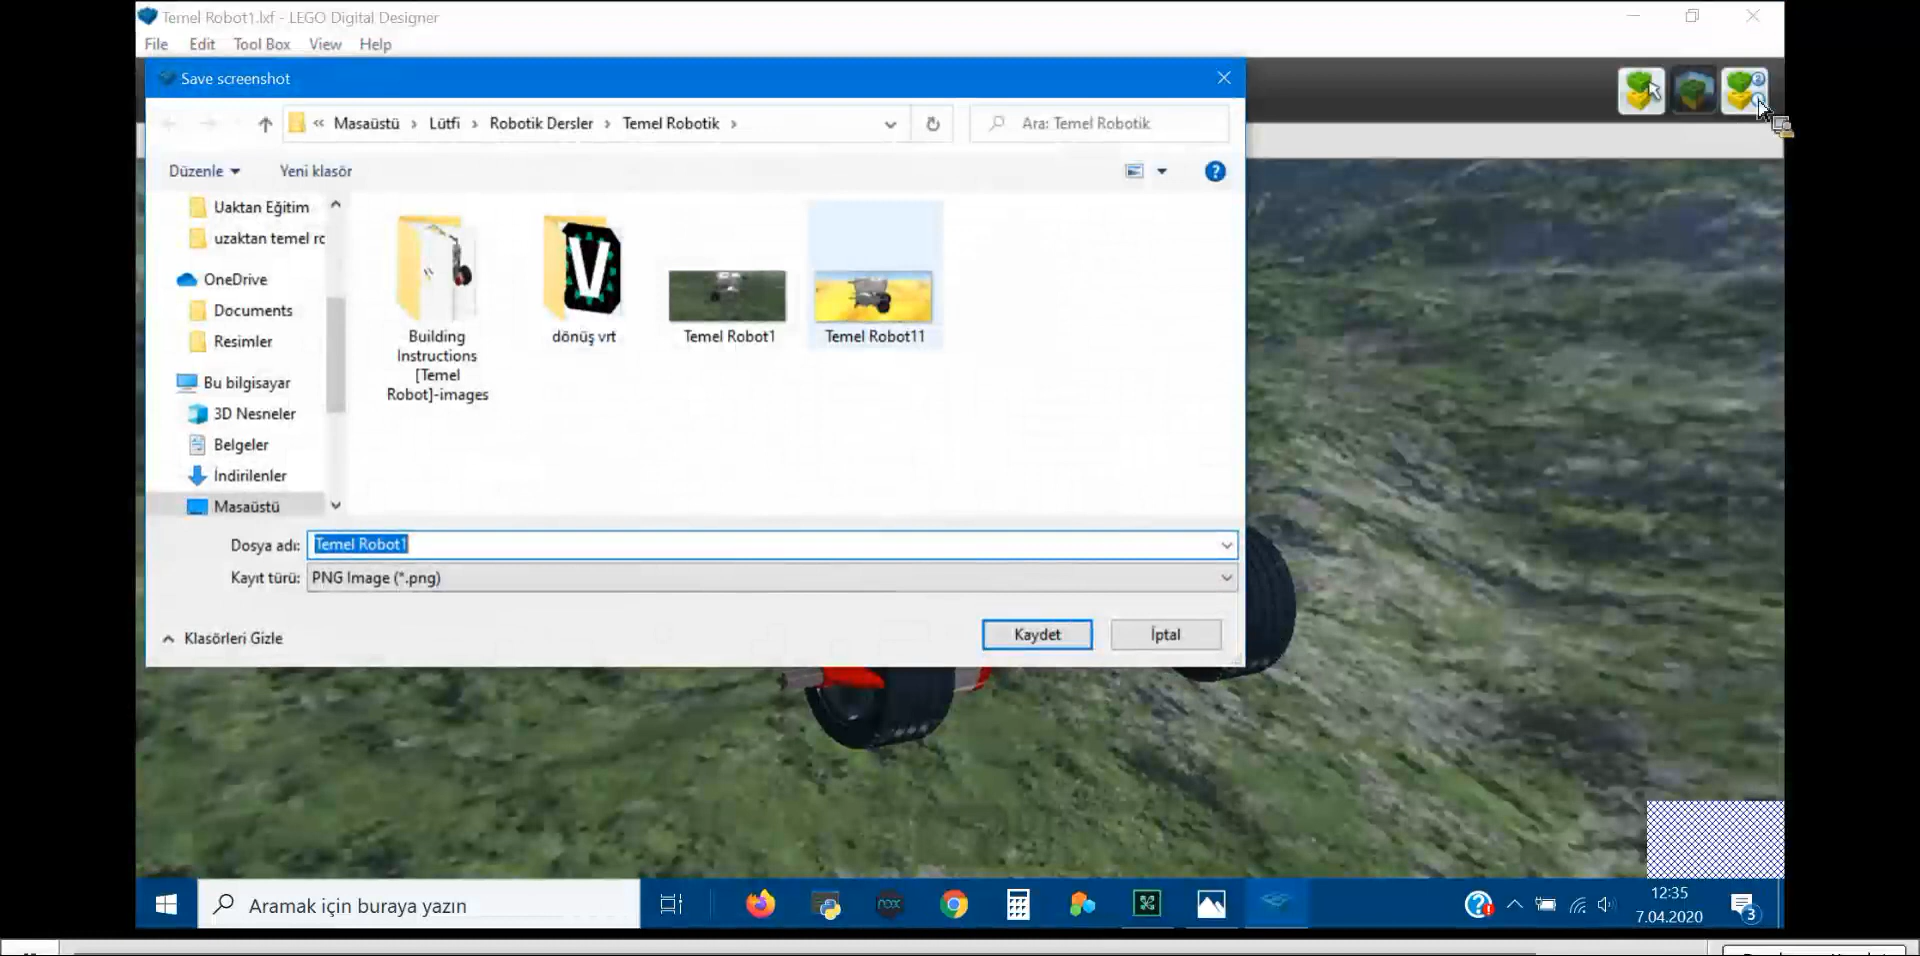 Temel Robot1.lxf - LEGO Digital Designer
File Edit Tool Box View Help
Save screenshot
« Masaüstü › Lütfi › Robotik Dersler › Temel Robotik ›
Ara: Temel Robotik
Düzenle
Yeni klasör
Uaktan Eğitim
uzaktan temel rc
OneDrive
Documents
Resimler
Bu bilgisayar
3D Nesneler
Belgeler
İndirilenler
Masaüstü
Building
Instructions
[Temel
Robot]-images
V
dönüş vrt
Temel Robot1
Temel Robot11
Dosya adı: Temel Robot1
Kayıt türü: PNG Image (*.png)
Klasörleri Gizle
Kaydet
İptal
Aramak için buraya yazın
nox
12:35
7.04.2020
3